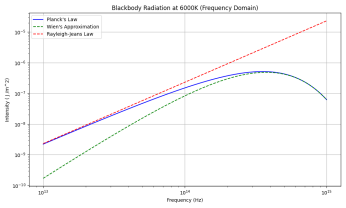 Blackbody Radiation at 6000K (Frequency Domain)
Planck's Law
Wien's Approximation
Rayleigh-Jeans Law
10⁻⁵
10⁻⁶
10⁻⁷
10⁻⁸
10⁻⁹
10⁻¹⁰
Intensity ( J /m^2)
10¹³
10¹⁴
10¹⁵
Frequency (Hz)